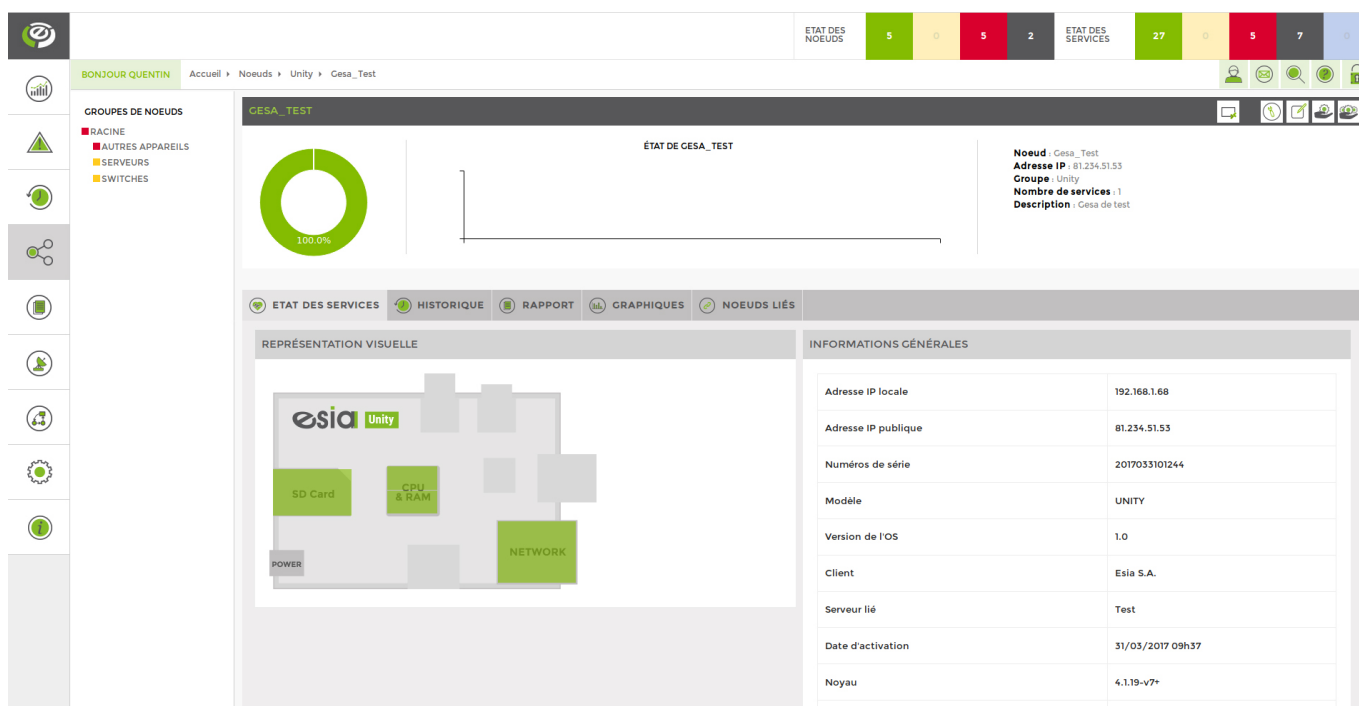 ETAT DES NOEUDS
5
0
5
2
ETAT DES SERVICES
27
0
5
7
0
BONJOUR QUENTIN
Accueil
Noeuds
Unity
Gesa_Test
GROUPES DE NOEUDS
RACINE
AUTRES APPAREILS
SERVEURS
SWITCHES
GESA_TEST
100.0%
ÉTAT DE GESA_TEST
Noeud : Gesa_Test
Adresse IP : 81.234.51.53
Groupe : Unity
Nombre de services : 1
Description : Gesa de test
ETAT DES SERVICES
HISTORIQUE
RAPPORT
GRAPHIQUES
NOEUDS LIÉS
REPRÉSENTATION VISUELLE
esia Unity
SD Card
CPU
& RAM
NETWORK
POWER
INFORMATIONS GÉNÉRALES
Adresse IP locale 192.168.1.68
Adresse IP publique 81.234.51.53
Numéros de série 2017033101244
Modèle UNITY
Version de l'OS 1.0
Client Esia S.A.
Serveur lié Test
Date d'activation 31/03/2017 09h37
Noyau 4.1.19-v7+